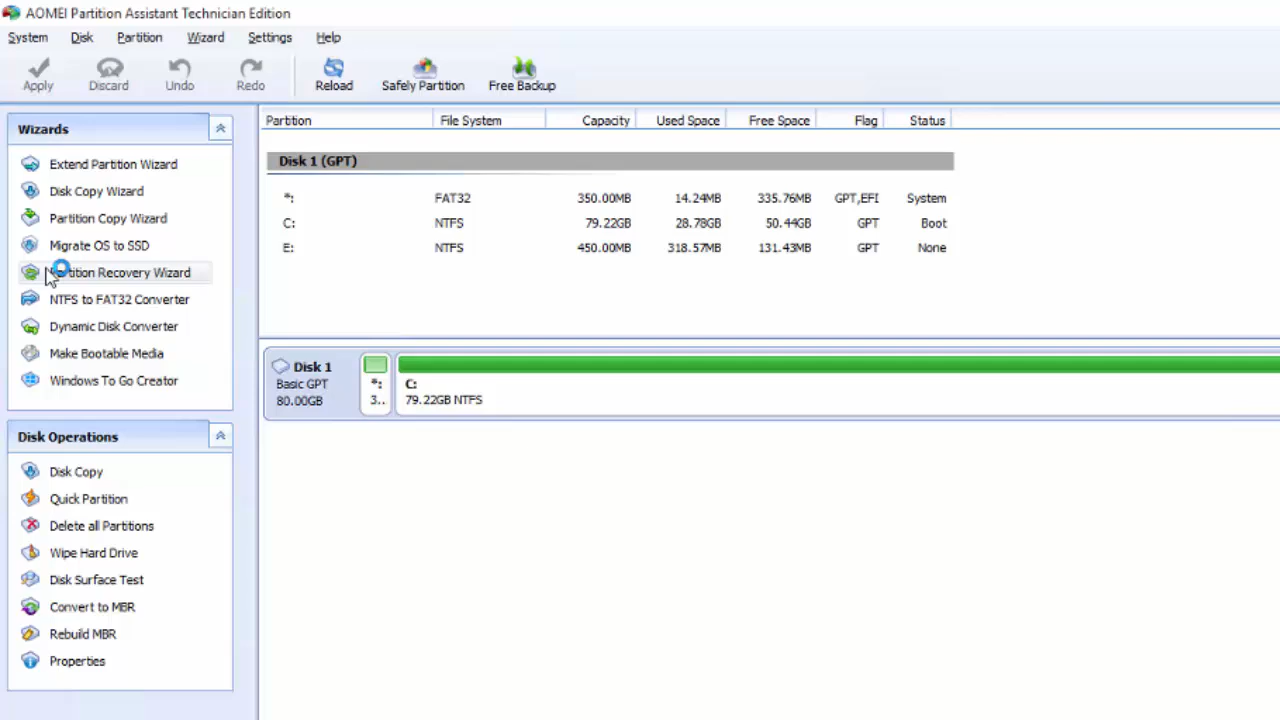 AOMEI Partition Assistant Technician Edition
System Disk Partition Wizard Settings Help
Apply Discard Undo Redo Reload Safely Partition Free Backup
Wizards
Extend Partition Wizard
Disk Copy Wizard
Partition Copy Wizard
Migrate OS to SSD
Partition Recovery Wizard
NTFS to FAT32 Converter
Dynamic Disk Converter
Make Bootable Media
Windows To Go Creator
Disk Operations
Disk Copy
Quick Partition
Delete all Partitions
Wipe Hard Drive
Disk Surface Test
Convert to MBR
Rebuild MBR
Properties
Partition File System Capacity Used Space Free Space Flag Status
Disk 1 (GPT)
*: FAT32 350.00MB 14.24MB 335.76MB GPT,EFI System
C: NTFS 79.22GB 28.78GB 50.44GB GPT Boot
E: NTFS 450.00MB 318.57MB 131.43MB GPT None
Disk 1
Basic GPT
80.00GB
*:
3..
C:
79.22GB NTFS